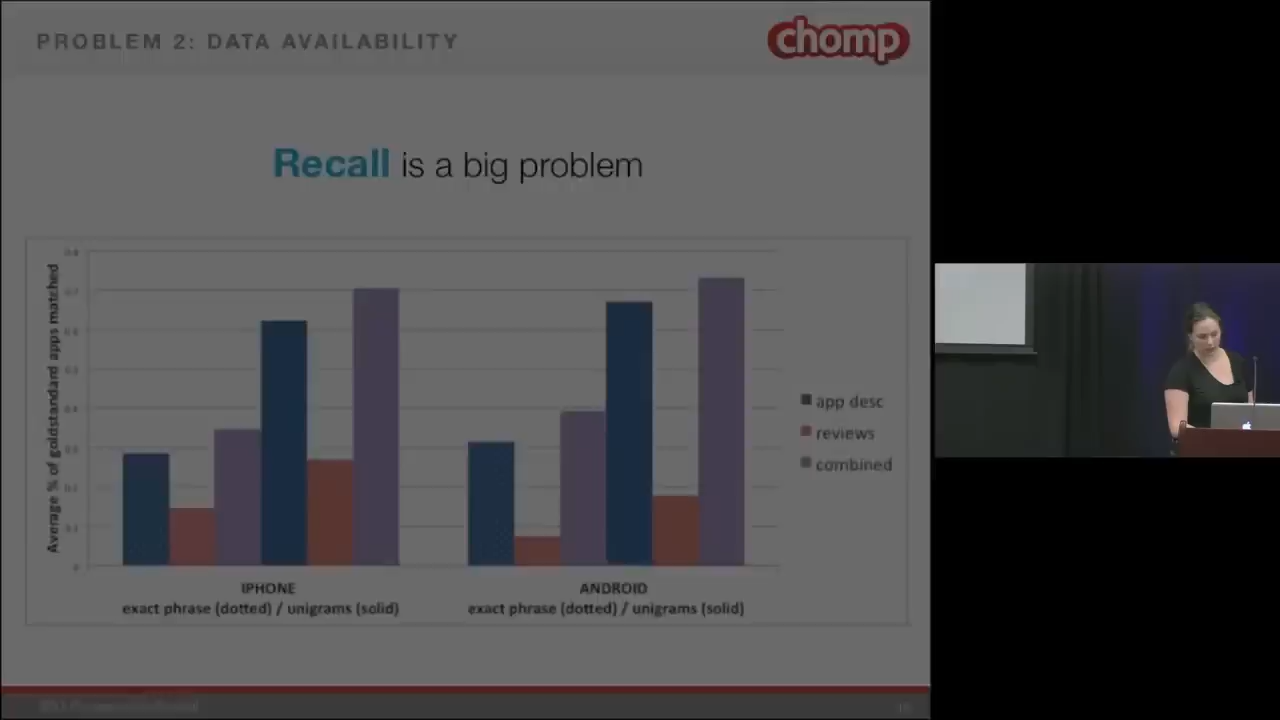 PROBLEM 2: DATA AVAILABILITY
chomp
Recall is a big problem
Average % of goldstandard apps matched
0
app desc
reviews
combined
IPHONE
exact phrase (dotted) / unigrams (solid)
ANDROID
exact phrase (dotted) / unigrams (solid)